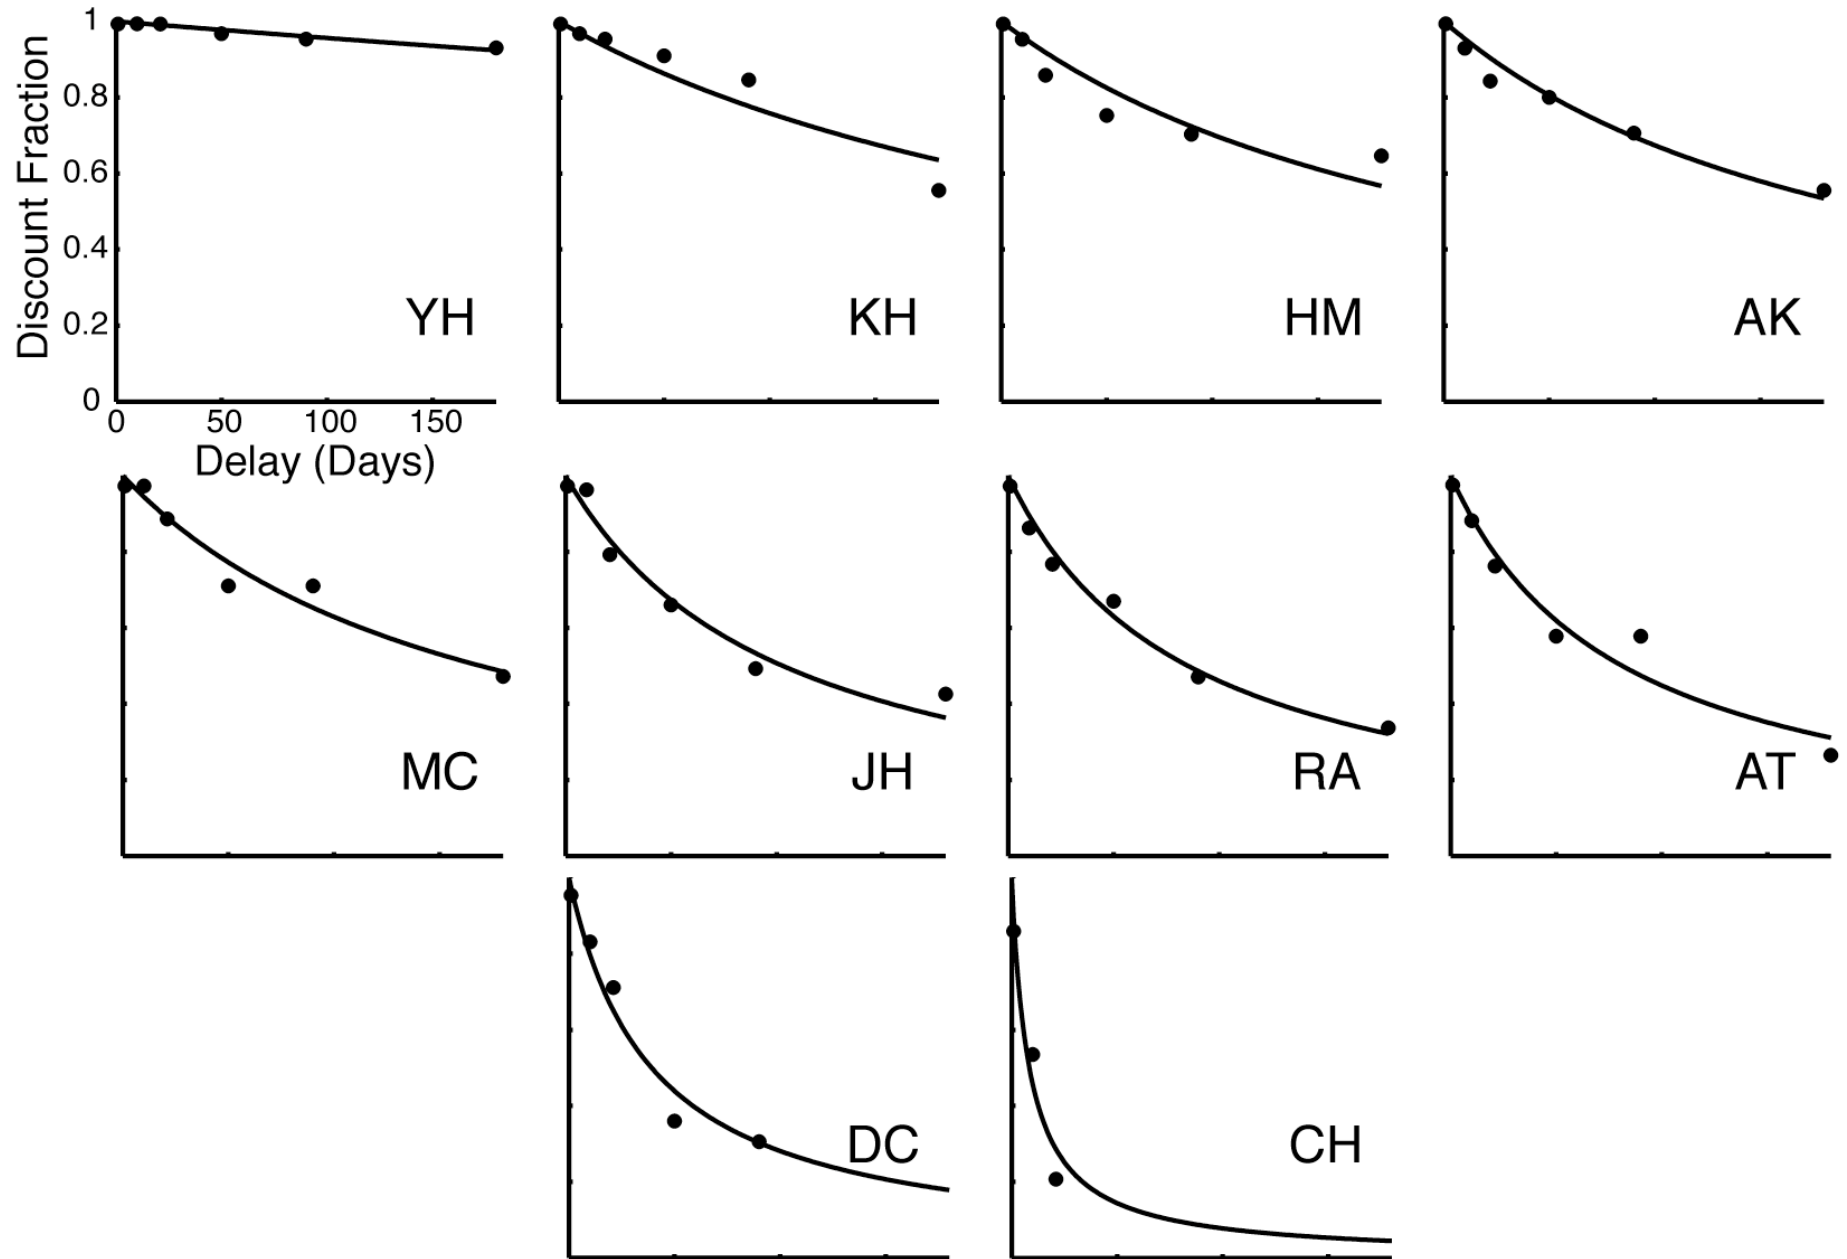 Discount Fraction
1
0.8
0.6
0.4
0.2
0
0 50 100 150
Delay (Days)
YH
KH
HM
AK
MC
JH
RA
AT
DC
CH